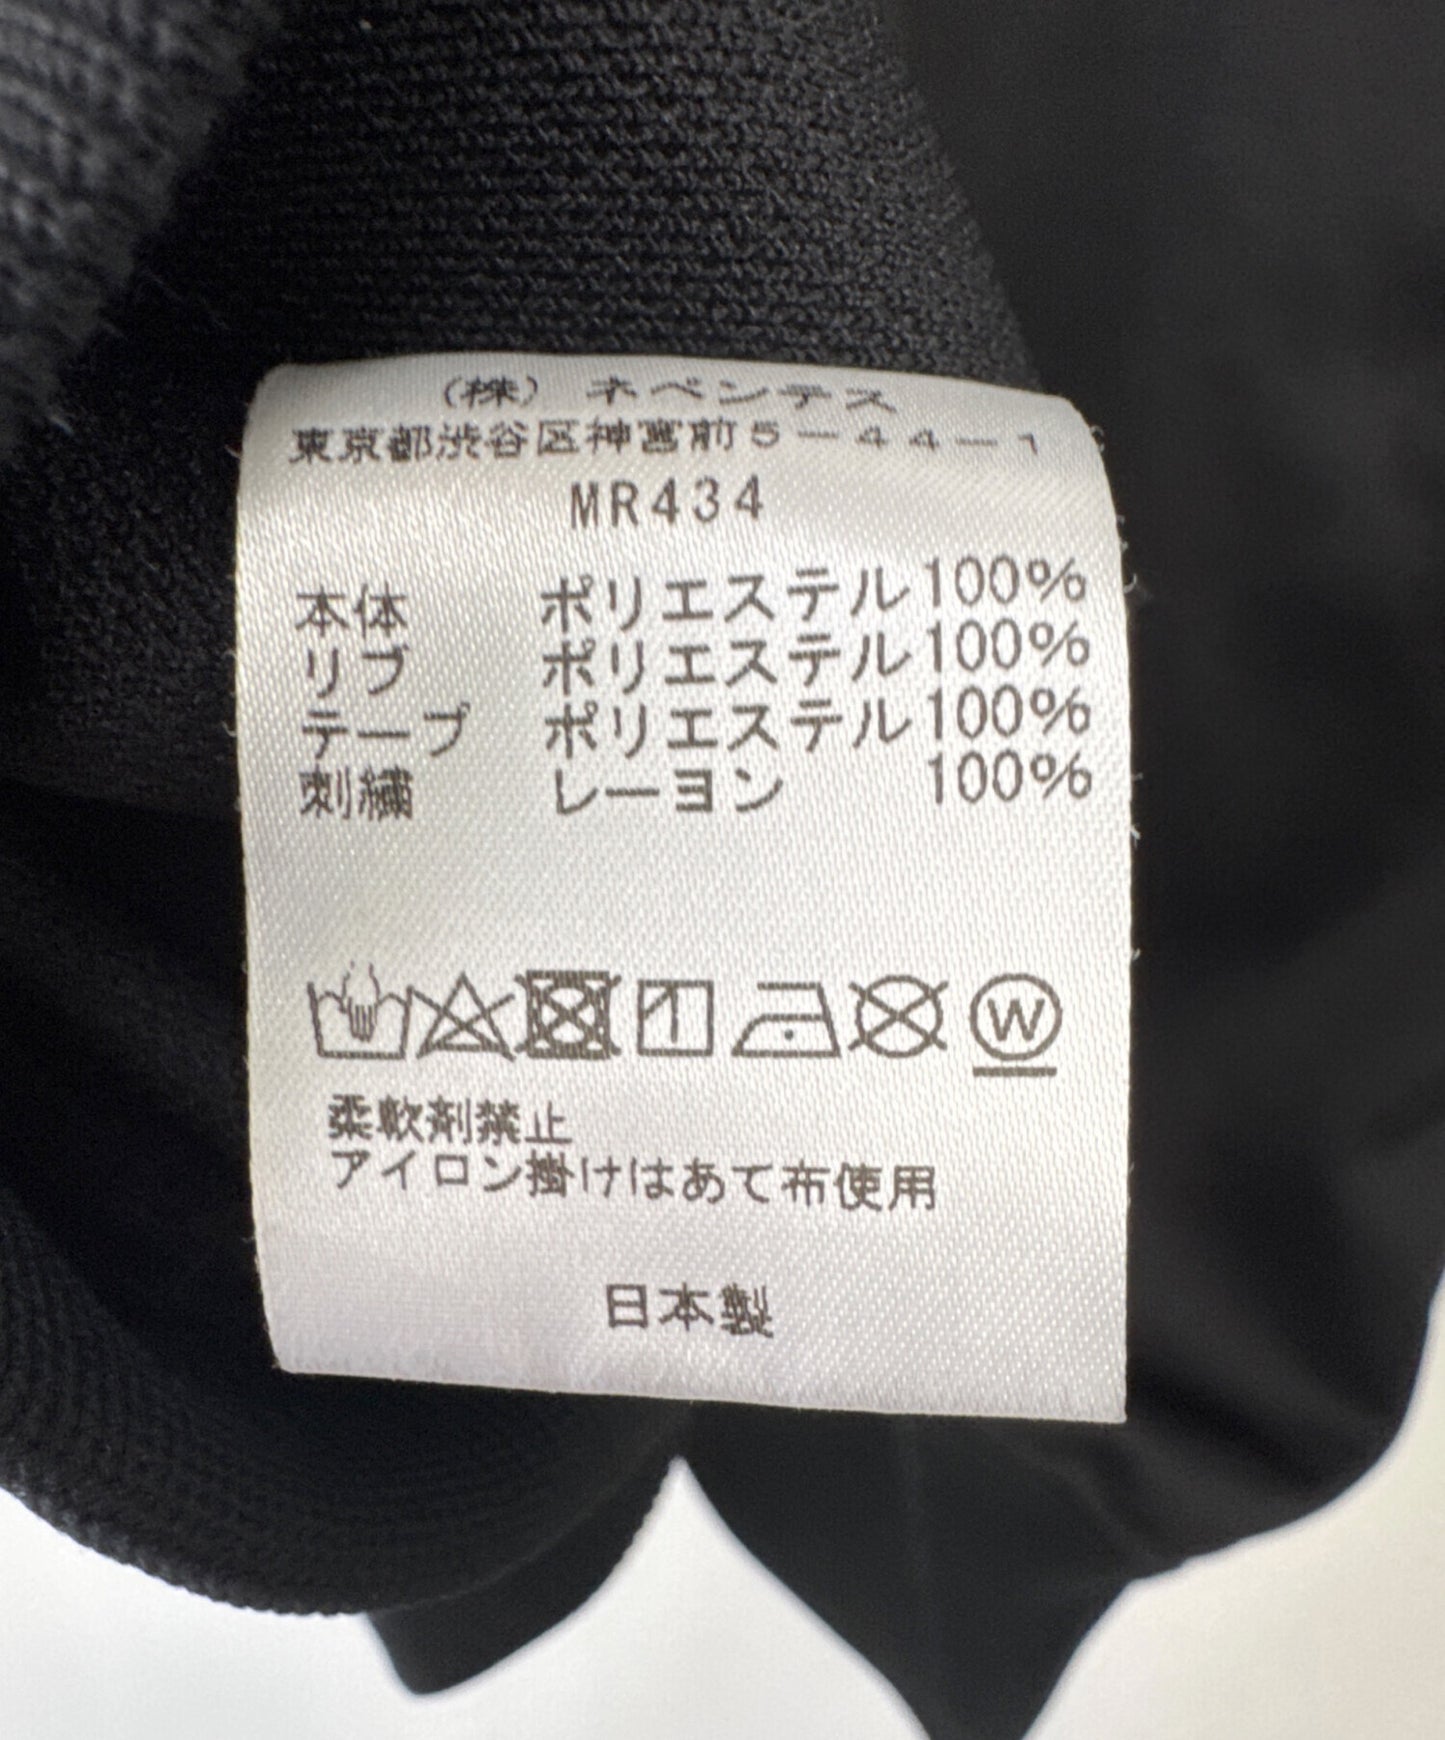 (株) ネペンテス
東京都渋谷区神宮前5-44-1
MR434
本体 ポリエステル100%
リブ ポリエステル100%
テープ ポリエステル100%
刺繍 レーヨン 100%
W
柔軟剤禁止
アイロン掛けはあて布使用
日本製